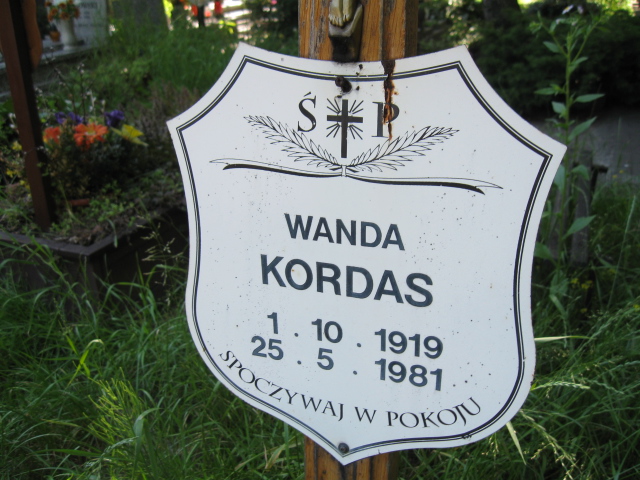 Ś P
WANDA
KORDAS
1 . 10 . 1919
25 . 5 . 1981
SPOCZYWAJ W POKOJU